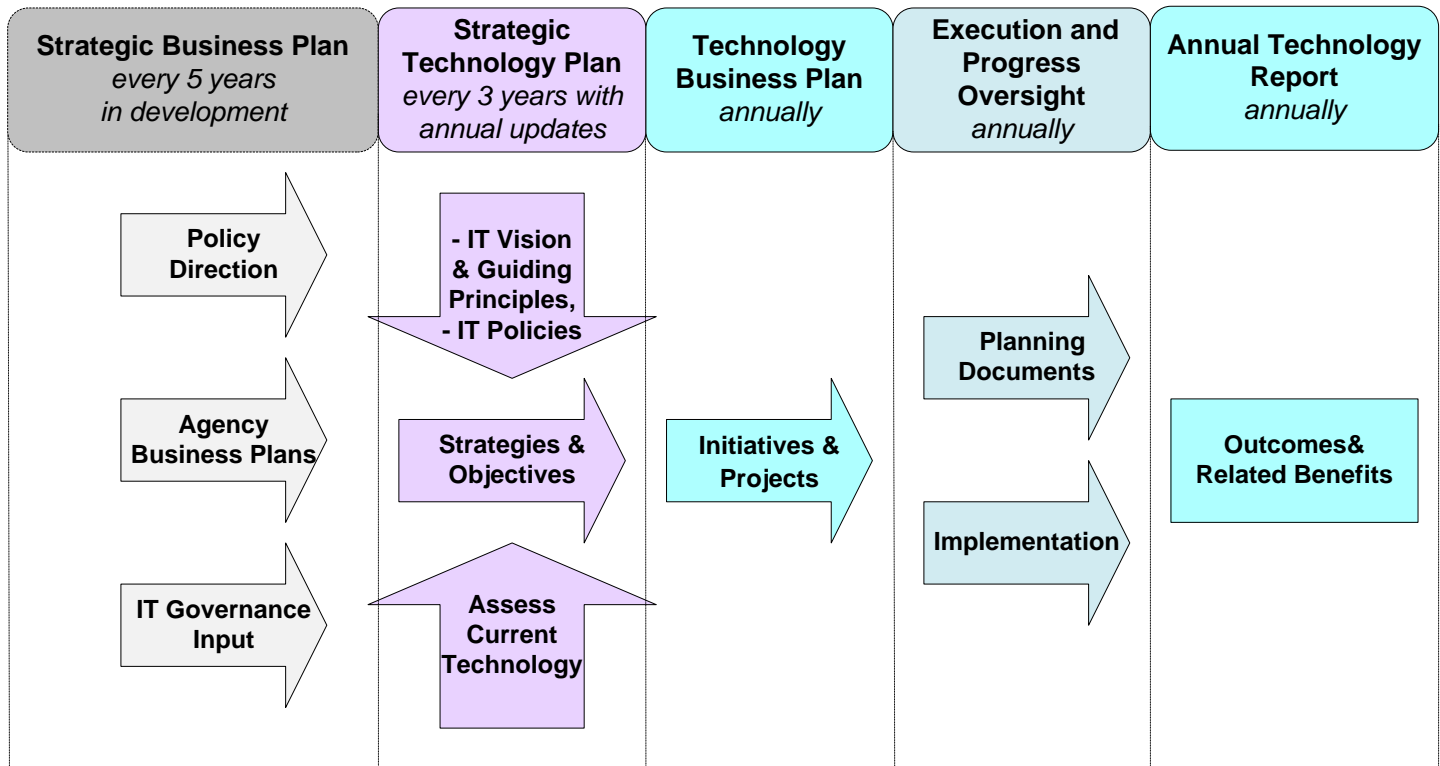 Strategic Business Plan
every 5 years
in development
Strategic
Technology Plan
every 3 years with
annual updates
Technology
Business Plan
annually
Execution and
Progress
Oversight
annually
Annual Technology
Report
annually
Policy
Direction
Agency
Business Plans
IT Governance
Input
- IT Vision
& Guiding
Principles,
- IT Policies
Strategies &
Objectives
Assess
Current
Technology
Initiatives &
Projects
Planning
Documents
Implementation
Outcomes&
Related Benefits